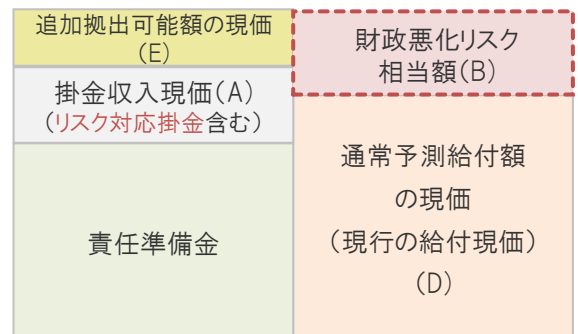 追加拠出可能額の現価
(E)
掛金収入現価(A)
(リスク対応掛金含む)
責任準備金
財政悪化リスク
相当額(B)
通常予測給付額
の現価
(現行の給付現価)
(D)